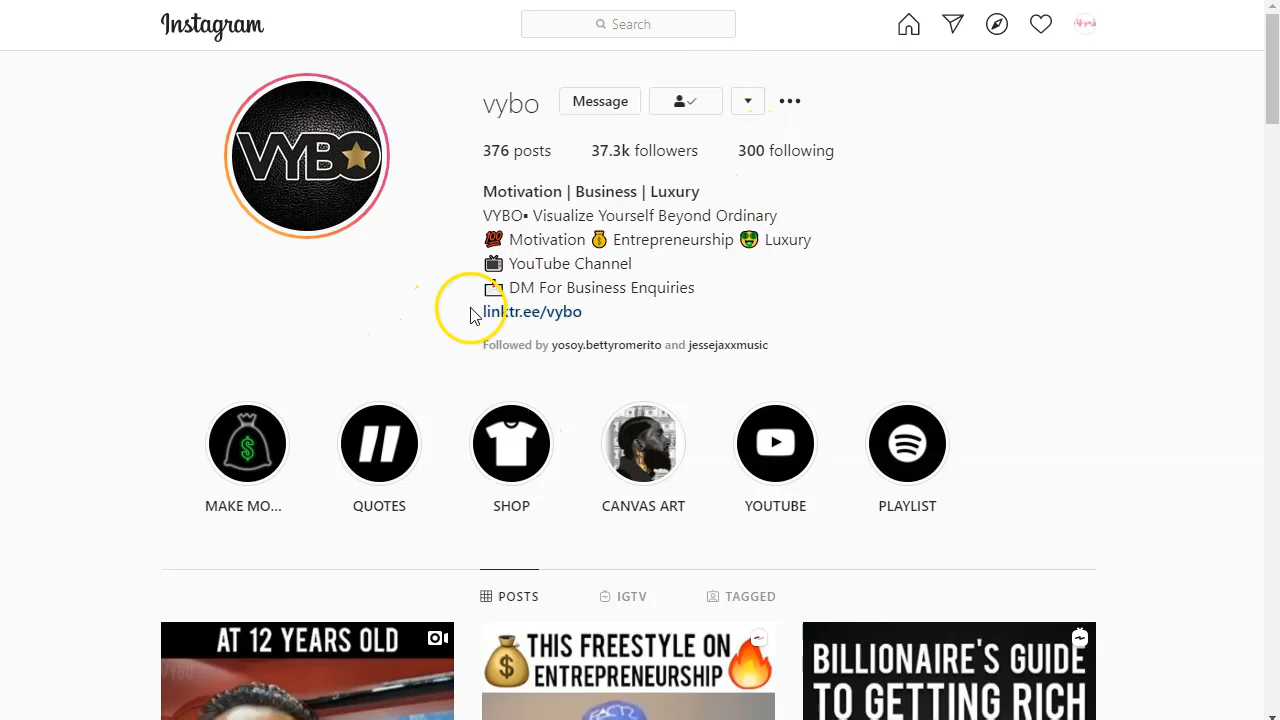 Instagram
Search
VYBO
vybo
Message
376 posts 37.3k followers 300 following
Motivation | Business | Luxury
VYBO▪ Visualize Yourself Beyond Ordinary
💯 Motivation 💰 Entrepreneurship 🤑 Luxury
📺 YouTube Channel
📩 DM For Business Enquiries
linktr.ee/vybo
Followed by yosoy.bettyromerito and jessejaxxmusic
MAKE MO... QUOTES SHOP CANVAS ART YOUTUBE PLAYLIST
POSTS IGTV TAGGED
AT 12 YEARS OLD
VYBO
THIS FREESTYLE ON
ENTREPRENEURSHIP
FACTZ
BILLIONAIRE'S GUIDE
TO GETTING RICH